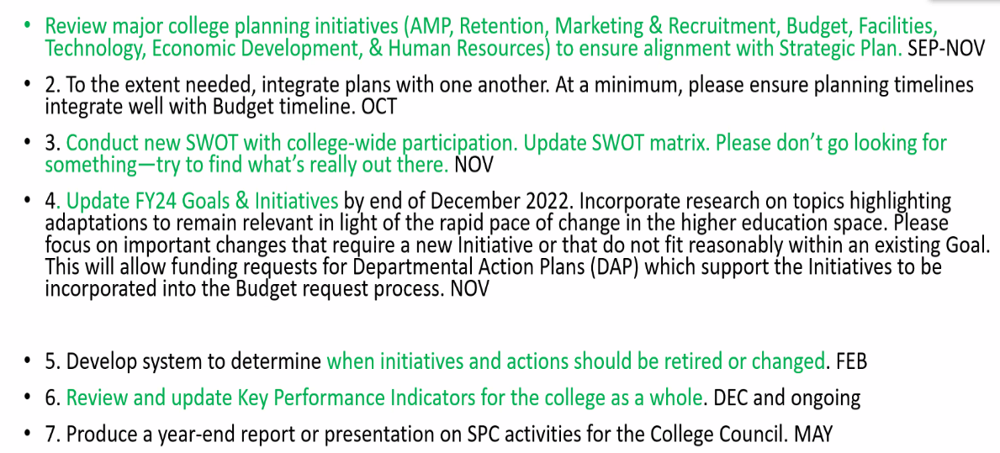 • Review major college planning initiatives (AMP, Retention, Marketing & Recruitment, Budget, Facilities,
Technology, Economic Development, & Human Resources) to ensure alignment with Strategic Plan. SEP-NOV
• 2. To the extent needed, integrate plans with one another. At a minimum, please ensure planning timelines
integrate well with Budget timeline. OCT
• 3. Conduct new SWOT with college-wide participation. Update SWOT matrix. Please don’t go looking for
something—try to find what’s really out there. NOV
• 4. Update FY24 Goals & Initiatives by end of December 2022. Incorporate research on topics highlighting
adaptations to remain relevant in light of the rapid pace of change in the higher education space. Please
focus on important changes that require a new Initiative or that do not fit reasonably within an existing Goal.
This will allow funding requests for Departmental Action Plans (DAP) which support the Initiatives to be
incorporated into the Budget request process. NOV
• 5. Develop system to determine when initiatives and actions should be retired or changed. FEB
• 6. Review and update Key Performance Indicators for the college as a whole. DEC and ongoing
• 7. Produce a year-end report or presentation on SPC activities for the College Council. MAY